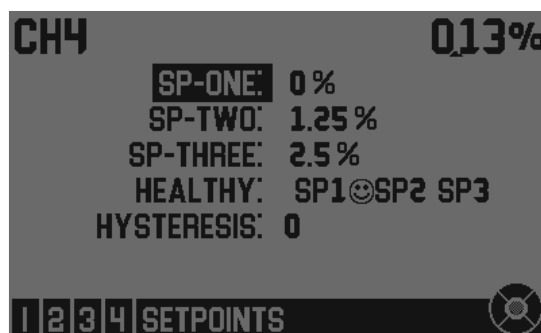 CH4 0.13%
SP-ONE: 0 %
SP-TWO: 1.25 %
SP-THREE: 2.5 %
HEALTHY: SP1☺SP2 SP3
HYSTERESIS: 0
1 2 3 4 SETPOINTS